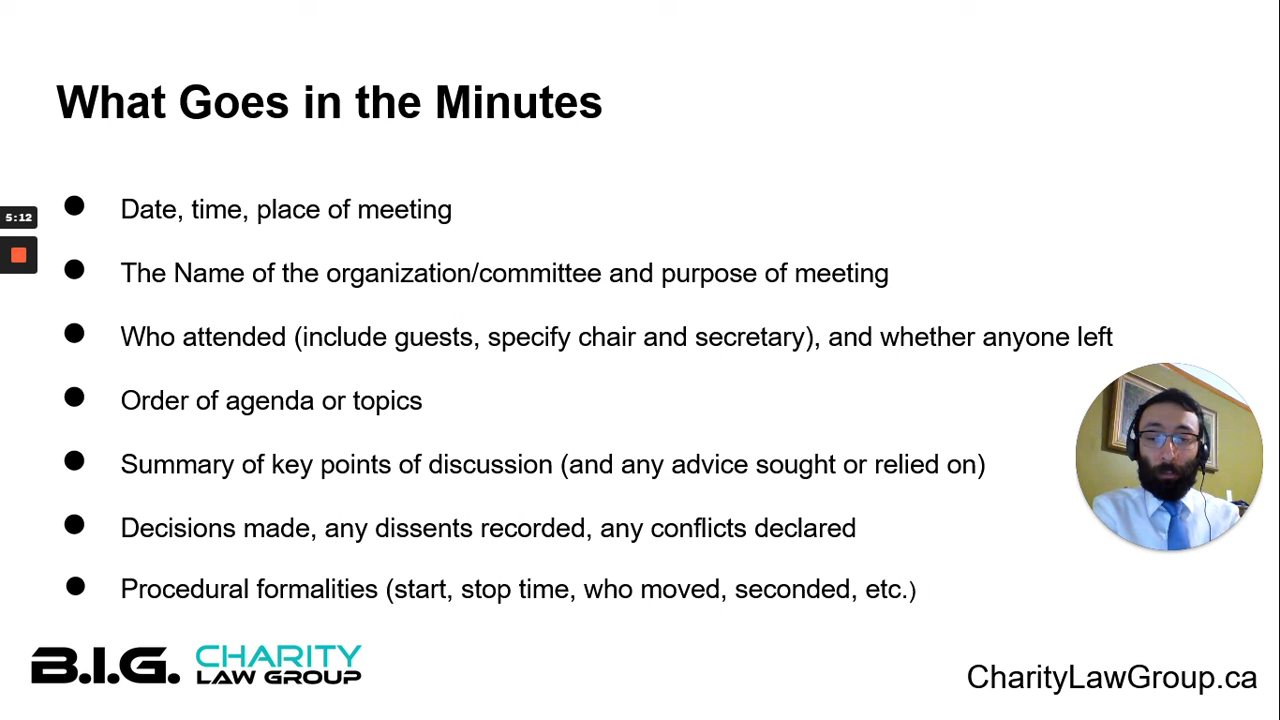 What Goes in the Minutes
5:12
● Date, time, place of meeting
● The Name of the organization/committee and purpose of meeting
● Who attended (include guests, specify chair and secretary), and whether anyone left
● Order of agenda or topics
● Summary of key points of discussion (and any advice sought or relied on)
● Decisions made, any dissents recorded, any conflicts declared
● Procedural formalities (start, stop time, who moved, seconded, etc.)
B.I.G. CHARITY
LAW GROUP
CharityLawGroup.ca